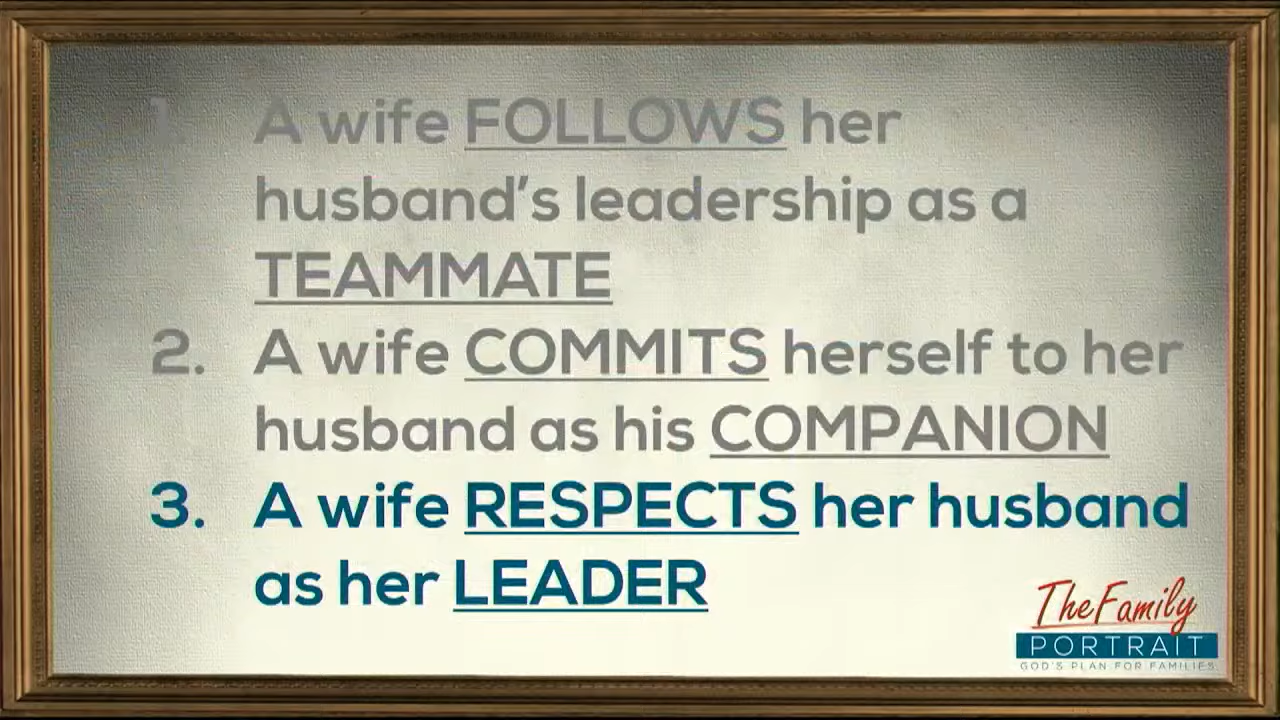 1. A wife FOLLOWS her
husband’s leadership as a
TEAMMATE
2. A wife COMMITS herself to her
husband as his COMPANION
3. A wife RESPECTS her husband
as her LEADER
The Family
PORTRAIT
GOD'S PLAN FOR FAMILIES